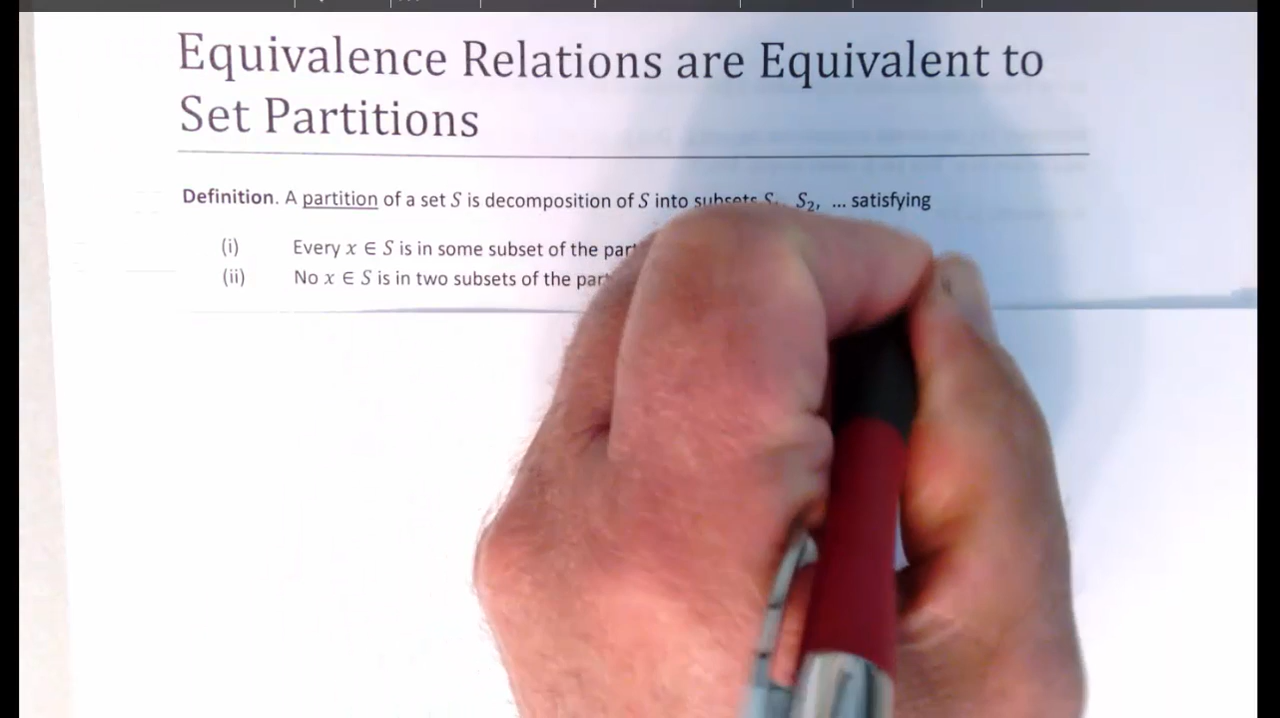 Equivalence Relations are Equivalent to
Set Partitions
Definition. A partition of a set S is decomposition of S into subsets S₂, ... satisfying
(i) Every x ∈ S is in some subset of the
(ii) No x ∈ S is in two subsets of the